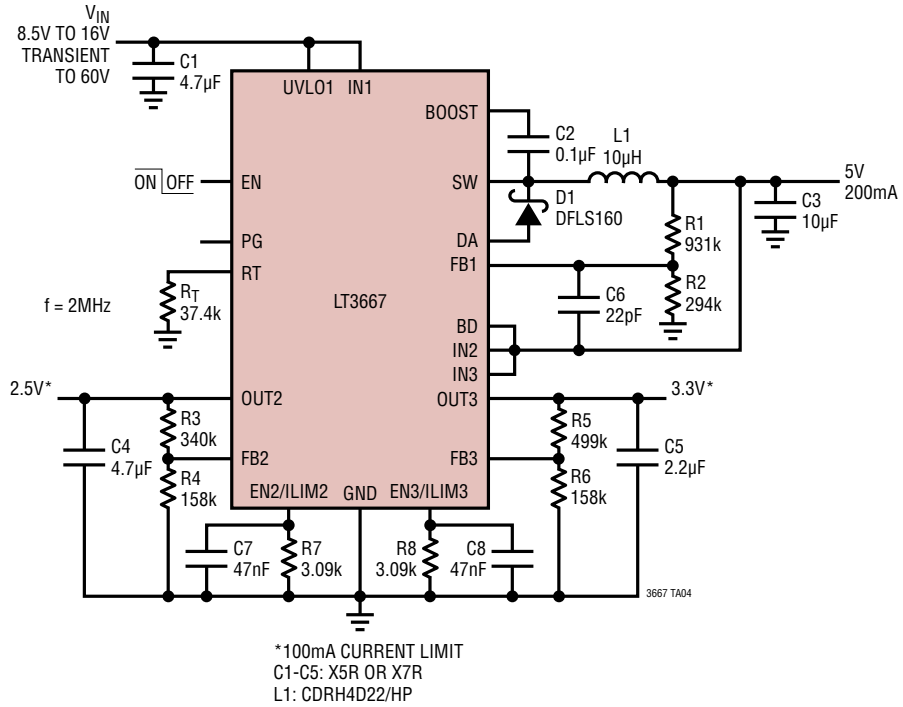 VIN
8.5V TO 16V
TRANSIENT
TO 60V
C1
4.7µF
UVLO1 IN1
BOOST
C2
0.1µF
L1
10µH
ON OFF
EN
SW
5V
200mA
D1
DFLS160
C3
10µF
PG
DA
R1
931k
RT
FB1
f = 2MHz
RT
37.4k
LT3667
C6
22pF
R2
294k
BD
IN2
IN3
2.5V*
OUT2
OUT3
3.3V*
R3
340k
R5
499k
C4
4.7µF
FB2
FB3
C5
2.2µF
R4
158k
R6
158k
EN2/ILIM2 GND EN3/ILIM3
C7
47nF
R7
3.09k
R8
3.09k
C8
47nF
3667 TA04
*100mA CURRENT LIMIT
C1-C5: X5R OR X7R
L1: CDRH4D22/HP